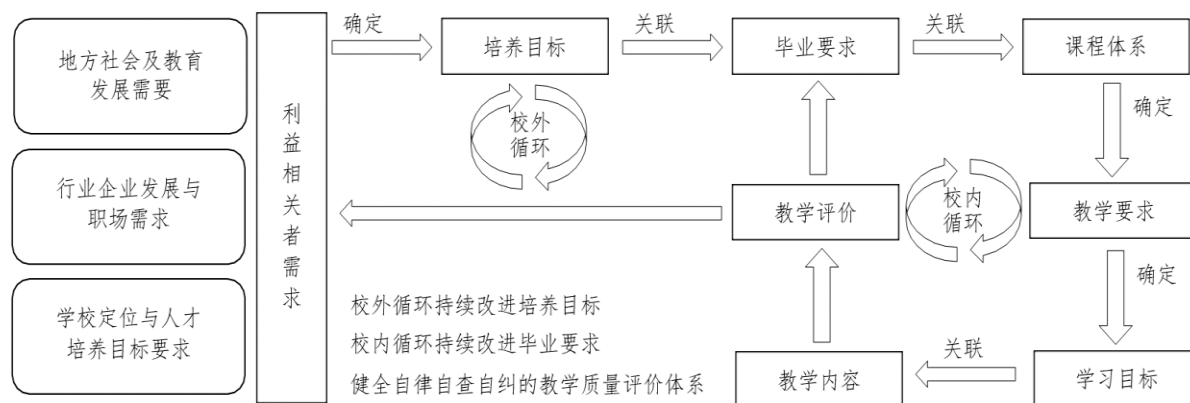 地方社会及教育
发展需要
行业企业发展与
职场需求
学校定位与人才
培养目标要求
利
益
相
关
者
需
求
确定
培养目标
关联
毕业要求
关联
课程体系
确定
校外
循环
教学评价
校内
循环
教学要求
确定
校外循环持续改进培养目标
校内循环持续改进毕业要求
健全自律自查自纠的教学质量评价体系
教学内容
关联
学习目标